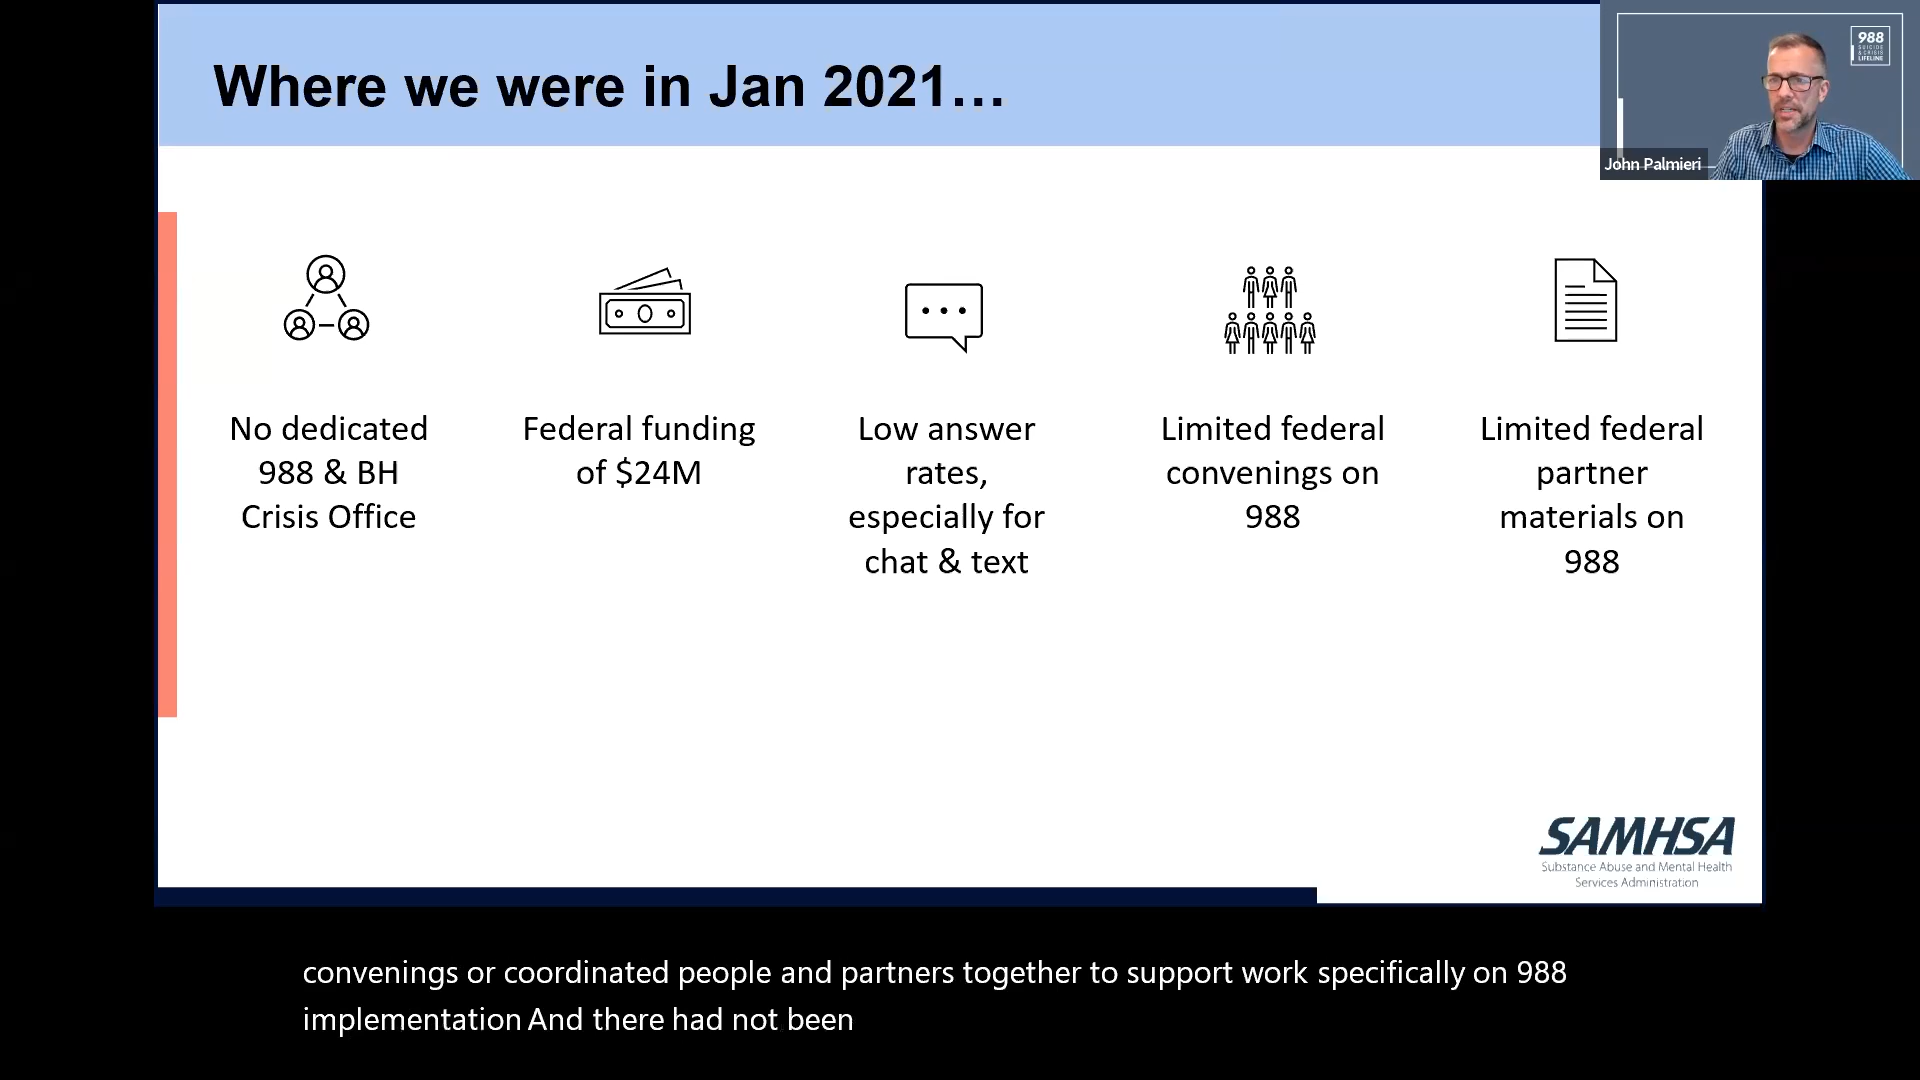 Where we were in Jan 2021…
988
SUICIDE
& CRISIS
LIFELINE
John Palmieri
No dedicated
988 & BH
Crisis Office
Federal funding
of $24M
Low answer
rates,
especially for
chat & text
Limited federal
convenings on
988
Limited federal
partner
materials on
988
SAMHSA
Substance Abuse and Mental Health
Services Administration
convenings or coordinated people and partners together to support work specifically on 988
implementation And there had not been